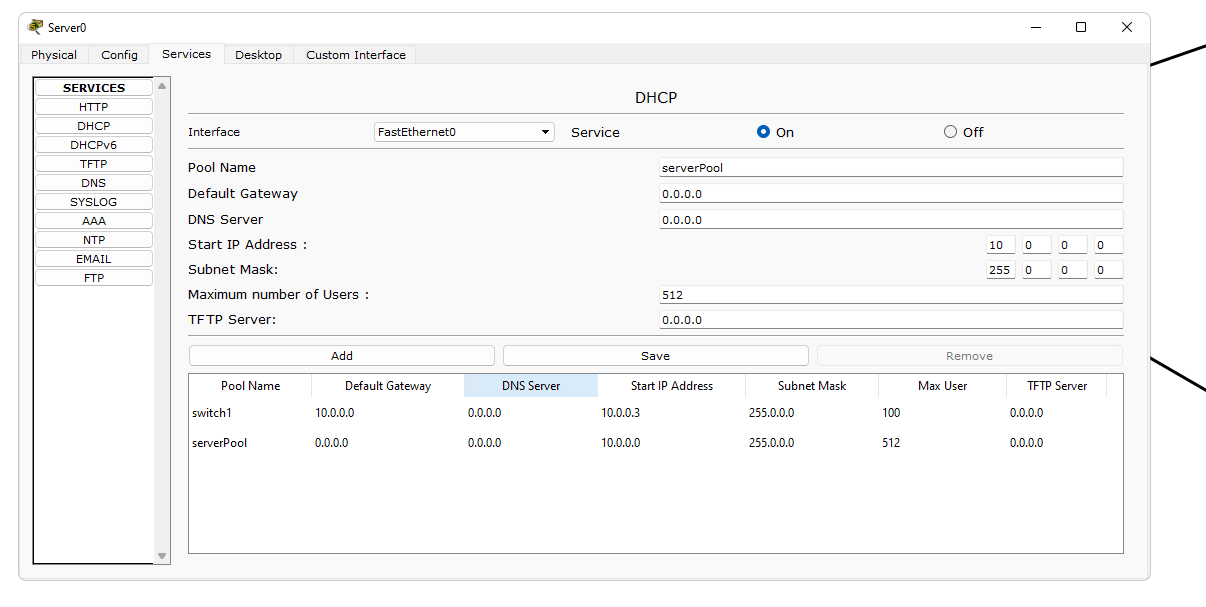 Server0
Physical Config Services Desktop Custom Interface
SERVICES
HTTP
DHCP
DHCPv6
TFTP
DNS
SYSLOG
AAA
NTP
EMAIL
FTP
DHCP
Interface FastEthernet0 Service On Off
Pool Name serverPool
Default Gateway 0.0.0.0
DNS Server 0.0.0.0
Start IP Address : 10 0 0 0
Subnet Mask: 255 0 0 0
Maximum number of Users : 512
TFTP Server: 0.0.0.0
Add Save Remove
Pool Name Default Gateway DNS Server Start IP Address Subnet Mask Max User TFTP Server
switch1 10.0.0.0 0.0.0.0 10.0.0.3 255.0.0.0 100 0.0.0.0
serverPool 0.0.0.0 0.0.0.0 10.0.0.0 255.0.0.0 512 0.0.0.0